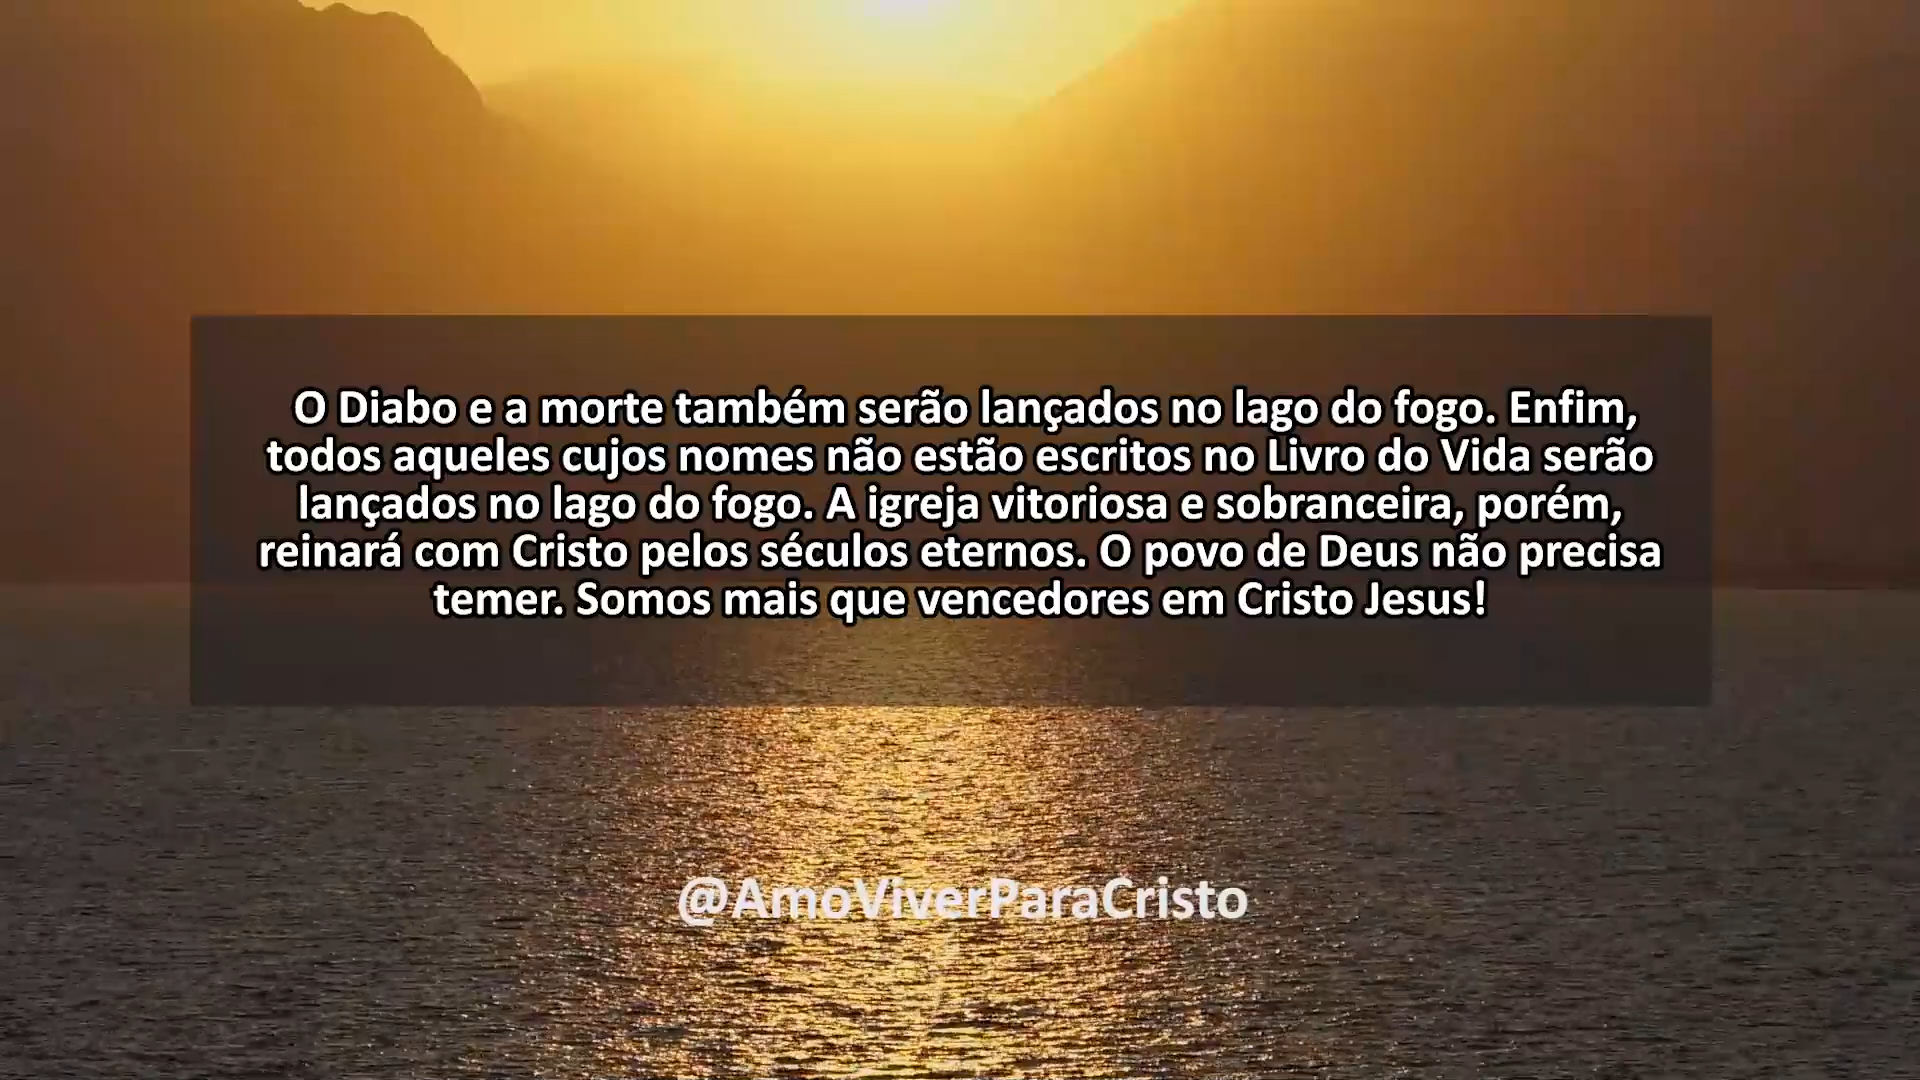 O Diabo e a morte também serão lançados no lago do fogo. Enfim,
todos aqueles cujos nomes não estão escritos no Livro do Vida serão
lançados no lago do fogo. A igreja vitoriosa e sobranceira, porém,
reinará com Cristo pelos séculos eternos. O povo de Deus não precisa
temer. Somos mais que vencedores em Cristo Jesus!
@AmoViverParaCristo